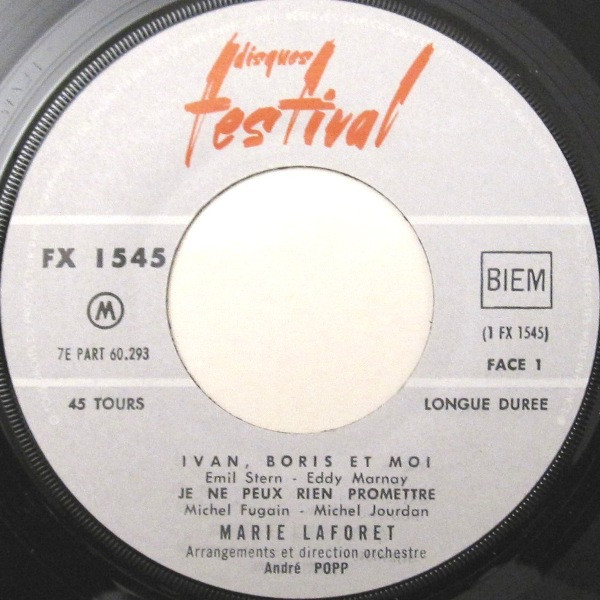 disques
festival
FX 1545
BIEM
M
(1 FX 1545)
7E PART 60.293
FACE 1
45 TOURS
LONGUE DUREE
IVAN, BORIS ET MOI
Emil Stern - Eddy Marnay
JE NE PEUX RIEN PROMETTRE
Michel Fugain - Michel Jourdan
MARIE LAFORET
Arrangements et direction orchestre
André POPP